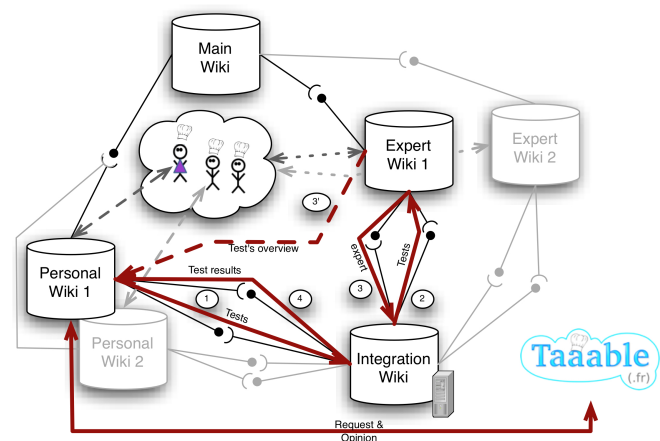 Main
Wiki
Expert
Wiki 1
Expert
Wiki 2
3'
Test's overview
expert
Tests
Personal
Wiki 1
Test results
1
4
3
2
Tests
Personal
Wiki 2
Integration
Wiki
Taaable
(.fr)
Request &
Opinion